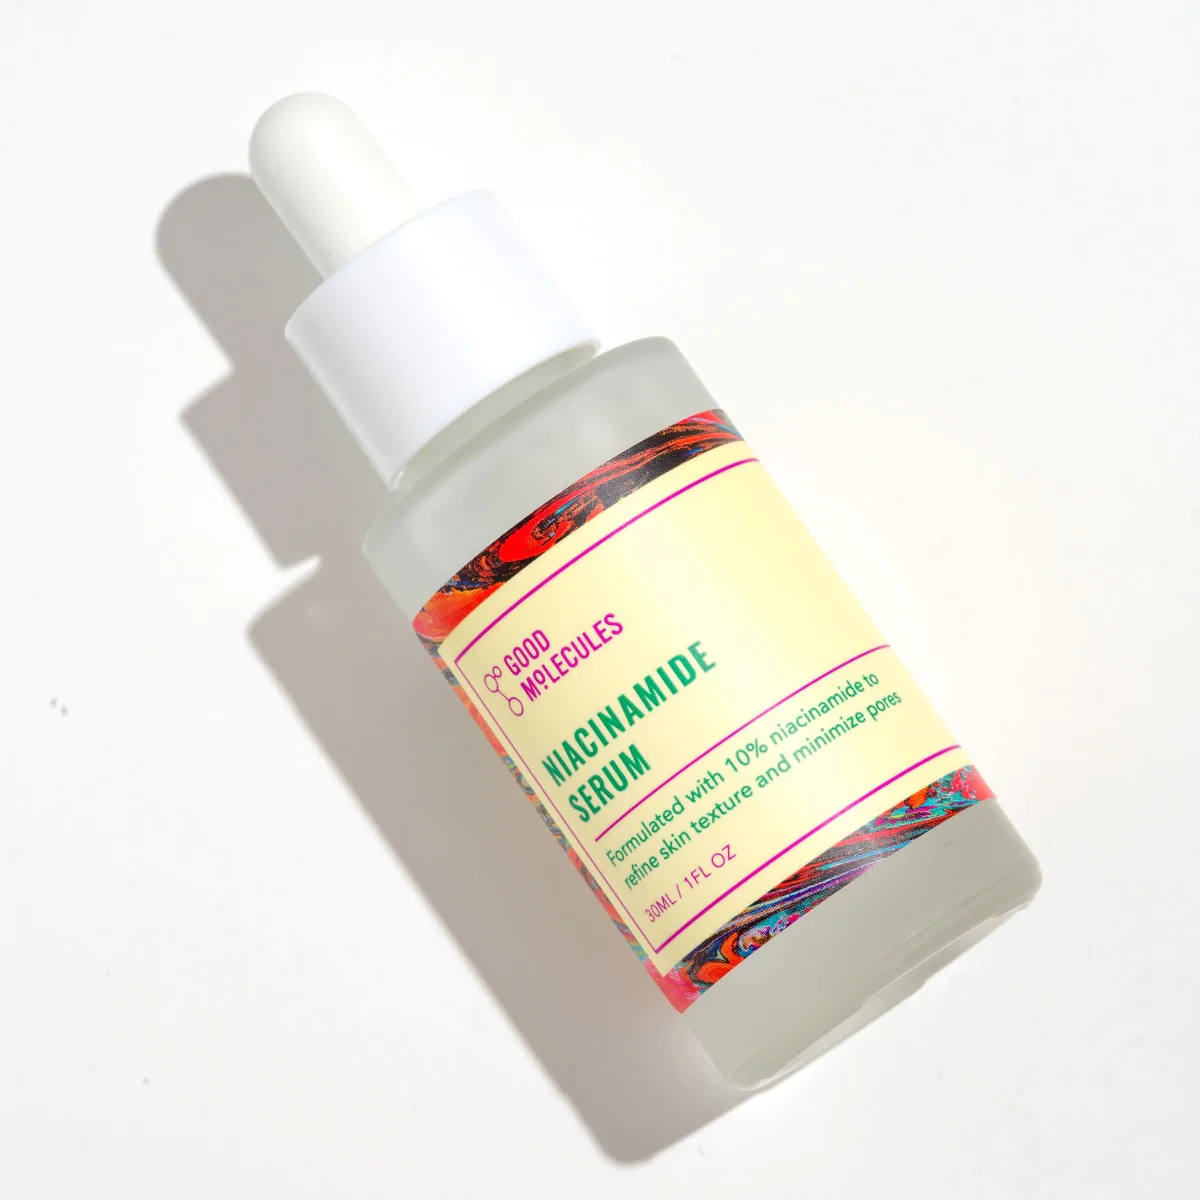 GOOD
MOLECULES
NIACINAMIDE
SERUM
Formulated with 10% niacinamide to
refine skin texture and minimize pores
30ML / 1FL OZ